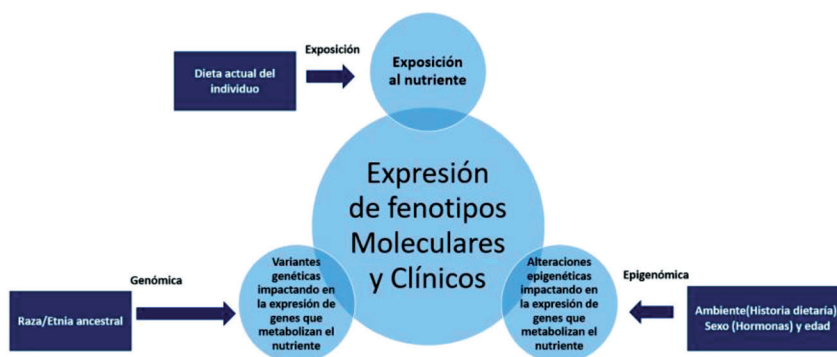 Exposición
Dieta actual del
individuo
Exposición
al nutriente
Expresión
de fenotipos
Moleculares
y Clínicos
Genómica
Raza/Etnia ancestral
Variantes
genéticas
impactando en
la expresión de
genes que
metabolizan el
nutriente
Alteraciones
epigenéticas
impactando en
la expresión de
genes que
metabolizan el
nutriente
Epigenómica
Ambiente(Historia dietaría)
Sexo (Hormonas) y edad